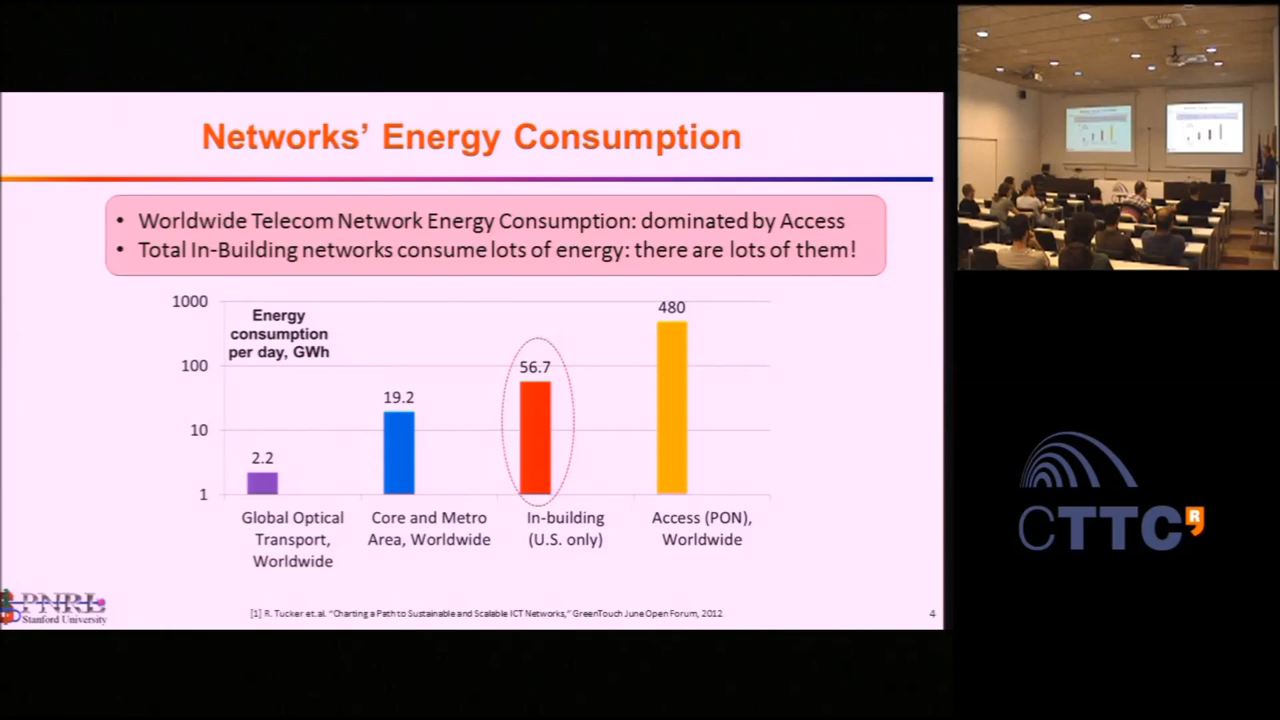 Networks’ Energy Consumption
• Worldwide Telecom Network Energy Consumption: dominated by Access
• Total In-Building networks consume lots of energy: there are lots of them!
1000
100
10
1
Energy
consumption
per day, GWh
2.2
19.2
56.7
480
Global Optical
Transport,
Worldwide
Core and Metro
Area, Worldwide
In-building
(U.S. only)
Access (PON),
Worldwide
PNRL
Stanford University
[1] R. Tucker et.al. “Charting a Path to Sustainable and Scalable ICT Networks,” GreenTouch June Open Forum, 2012
4
CTTC R